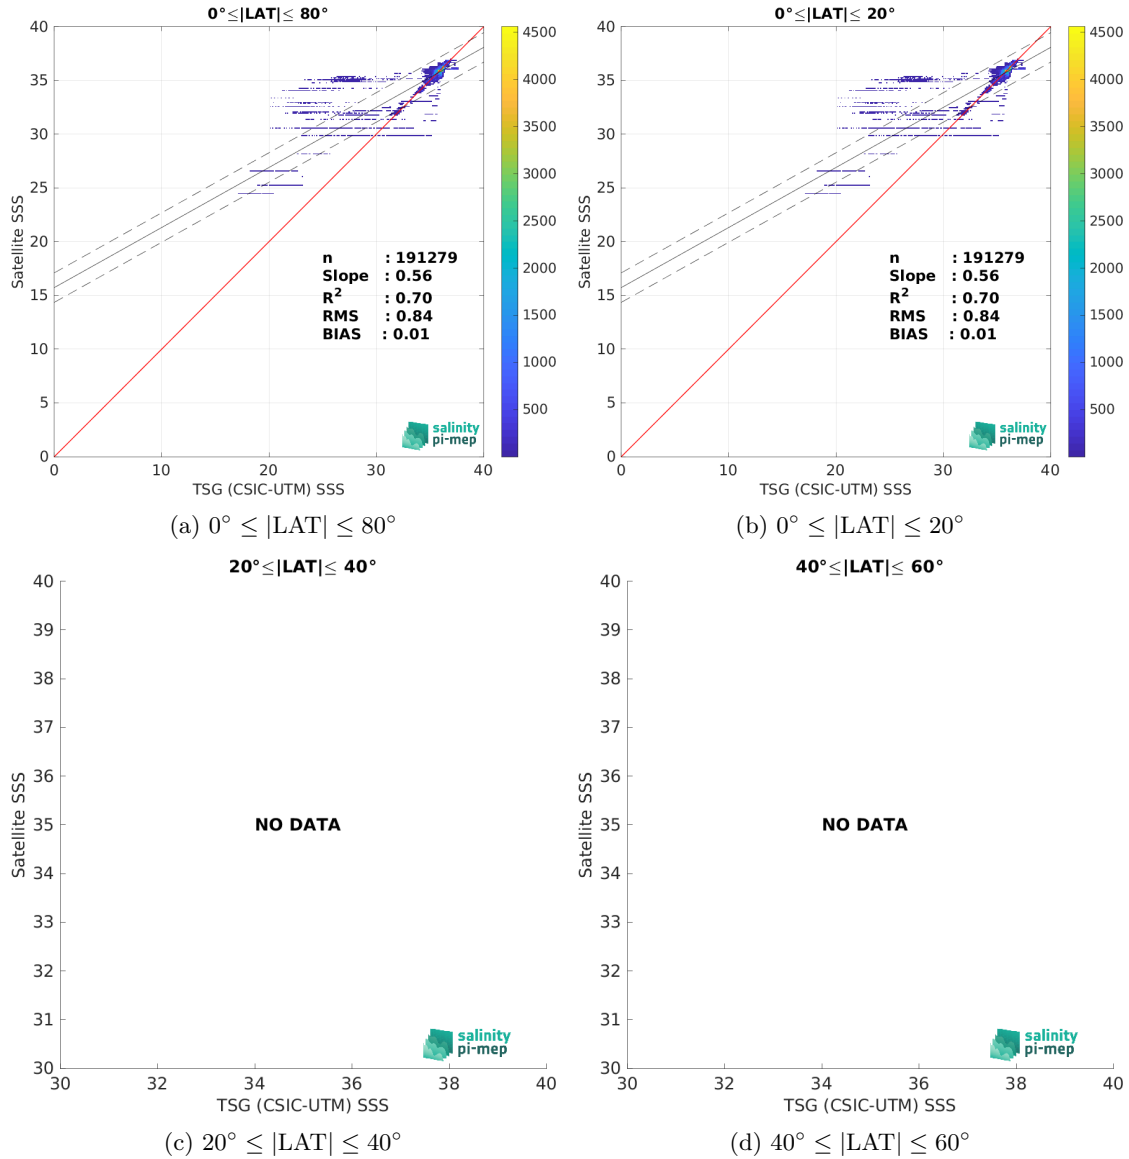 0°≤|LAT|≤ 80°
Satellite SSS
40
35
30
25
20
15
10
5
0
0
10
20
30
40
TSG (CSIC-UTM) SSS
n : 191279
Slope : 0.56
R² : 0.70
RMS : 0.84
BIAS : 0.01
salinity
pi-mep
4500
4000
3500
3000
2500
2000
1500
1000
500
(a) 0° ≤ |LAT| ≤ 80°
0°≤|LAT|≤ 20°
Satellite SSS
40
35
30
25
20
15
10
5
0
0
10
20
30
40
TSG (CSIC-UTM) SSS
n : 191279
Slope : 0.56
R² : 0.70
RMS : 0.84
BIAS : 0.01
salinity
pi-mep
4500
4000
3500
3000
2500
2000
1500
1000
500
(b) 0° ≤ |LAT| ≤ 20°
20°≤|LAT|≤ 40°
Satellite SSS
40
39
38
37
36
35
34
33
32
31
30
NO DATA
salinity
pi-mep
30
32
34
36
38
40
TSG (CSIC-UTM) SSS
(c) 20° ≤ |LAT| ≤ 40°
40°≤|LAT|≤ 60°
Satellite SSS
40
39
38
37
36
35
34
33
32
31
30
NO DATA
salinity
pi-mep
30
32
34
36
38
40
TSG (CSIC-UTM) SSS
(d) 40° ≤ |LAT| ≤ 60°